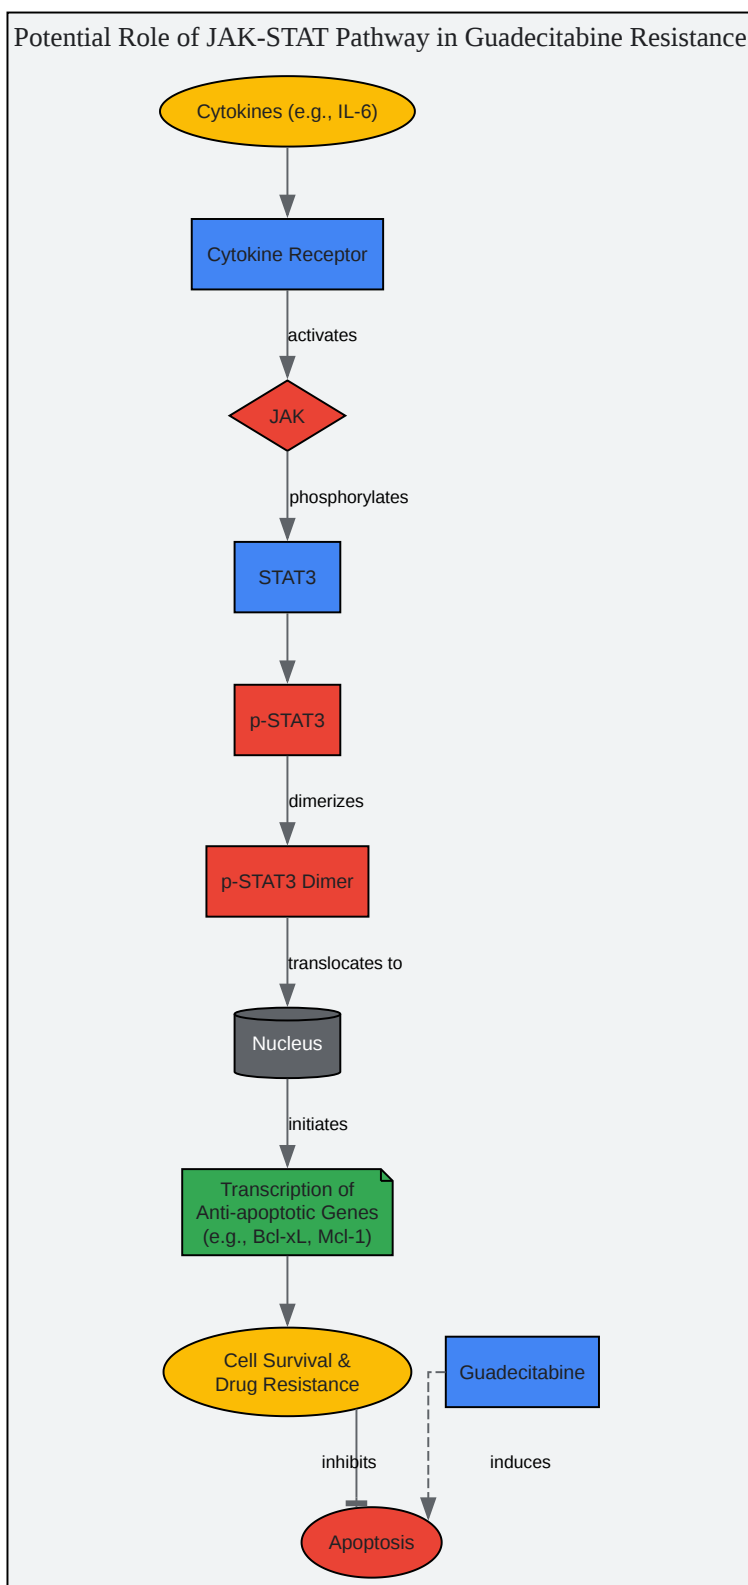 Potential Role of JAK-STAT Pathway in Guadecitabine Resistance
Cytokines (e.g., IL-6)
Cytokine Receptor
activates
JAK
phosphorylates
STAT3
p-STAT3
dimerizes
p-STAT3 Dimer
translocates to
Nucleus
initiates
Transcription of
Anti-apoptotic Genes
(e.g., Bcl-xL, Mcl-1)
Cell Survival &
Drug Resistance
Guadecitabine
inhibits
induces
Apoptosis